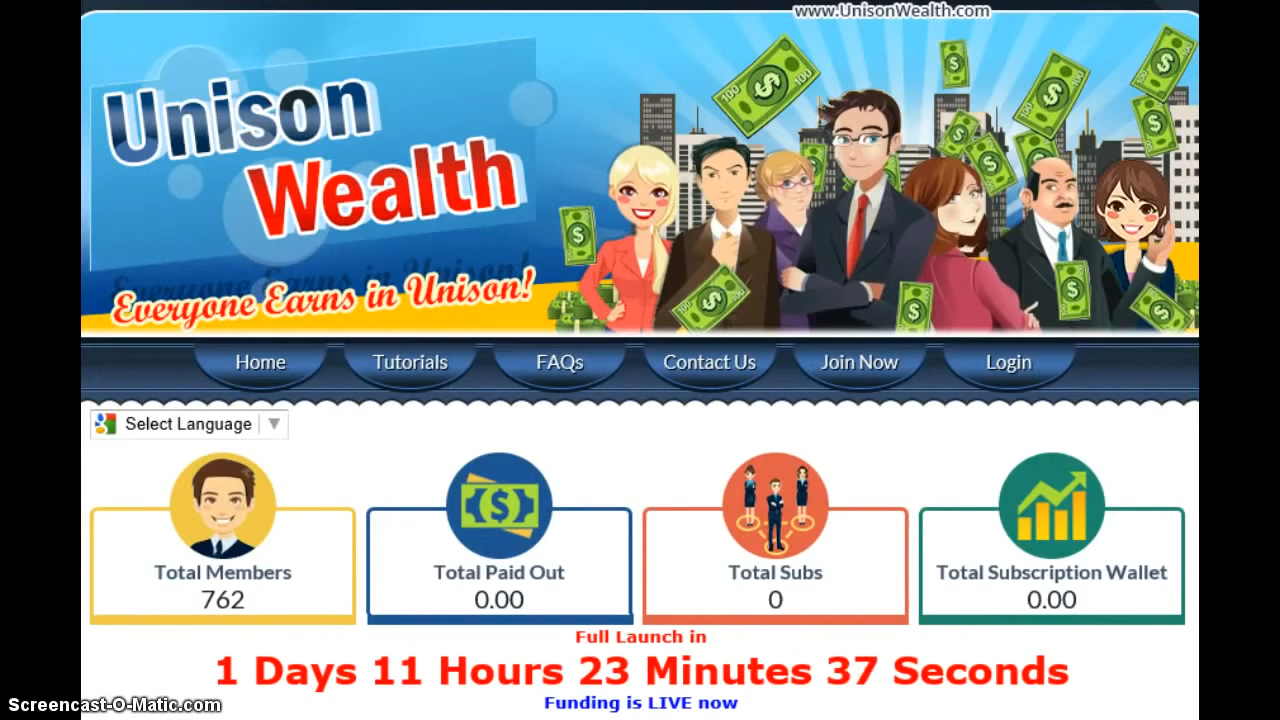 www.UnisonWealth.com
Unison
Wealth
Everyone Earns in Unison!
Home Tutorials FAQs Contact Us Join Now Login
Select Language ▼
Total Members Total Paid Out Total Subs Total Subscription Wallet
762 0.00 0 0.00
Full Launch in
1 Days 11 Hours 23 Minutes 37 Seconds
Funding is LIVE now
Screencast-O-Matic.com